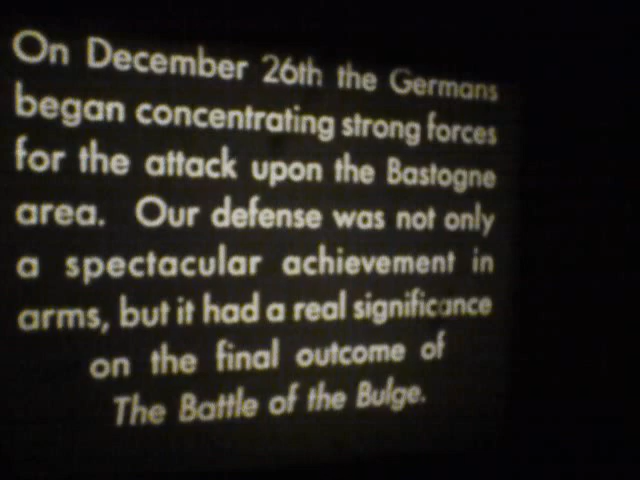 On December 26th the Germans
began concentrating strong forces
for the attack upon the Bastogne
area. Our defense was not only
a spectacular achievement in
arms, but it had a real significance
on the final outcome of
The Battle of the Bulge.